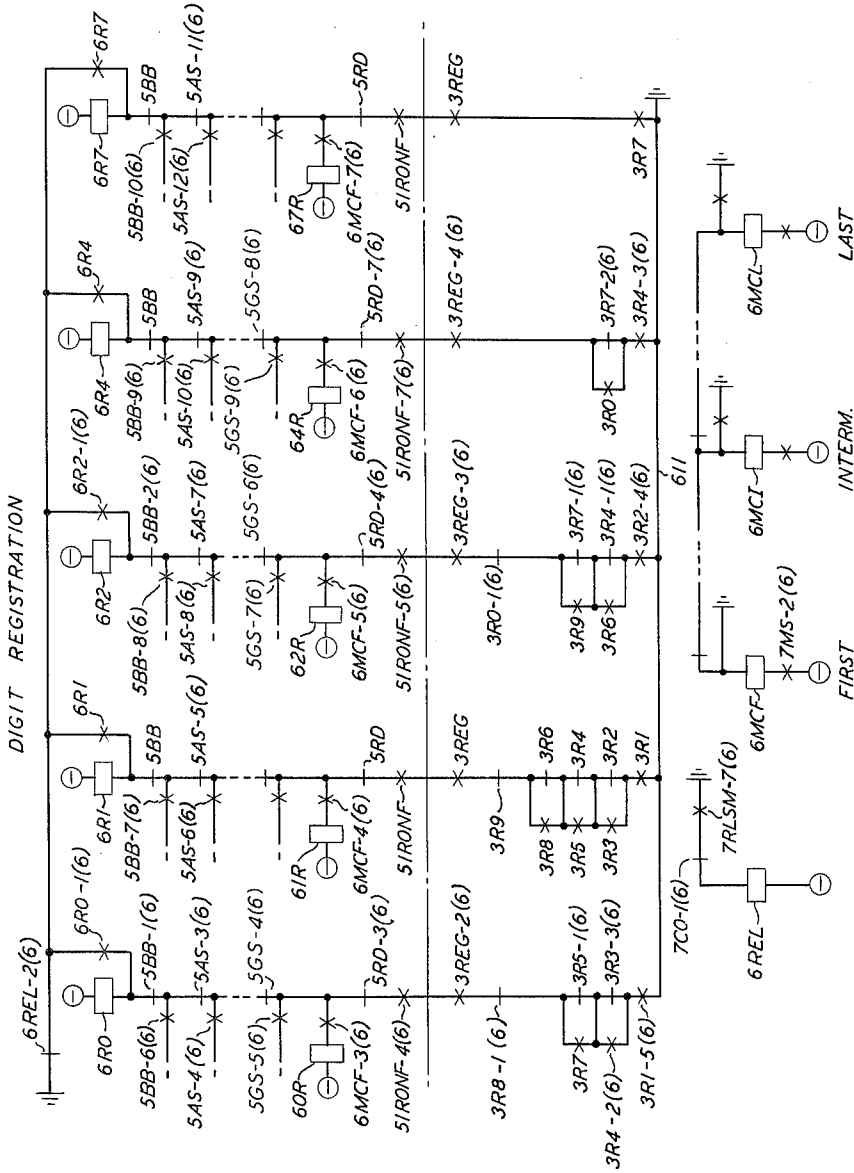 DIGIT REGISTRATION
6REL-2(6)
6R0
6R0-1(6)
5BB-1(6)
5BB-6(6)
5AS-3(6)
5AS-4(6)
5GS-4(6)
5GS-5(6)
60R
6MCF-3(6)
5RD-3(6)
51RONF-4(6)
3REG-2(6)
3R8-1(6)
3R7
3R5-1(6)
3R4-2(6)
3R3-3(6)
3R1-5(6)
6R1
6R1
5BB
5BB-7(6)
5AS-5(6)
5AS-6(6)
61R
6MCF-4(6)
5RD
51RONF
3REG
3R9
3R8
3R6
3R5
3R4
3R3
3R2
3R1
6R2
6R2-1(6)
5BB-2(6)
5BB-8(6)
5AS-7(6)
5AS-8(6)
5GS-6(6)
5GS-7(6)
62R
6MCF-5(6)
5RD-4(6)
51RONF-5(6)
3REG-3(6)
3R0-1(6)
3R9
3R7-1(6)
3R6
3R4-1(6)
3R2-4(6)
6R4
6R4
5BB
5BB-9(6)
5AS-9(6)
5AS-10(6)
5GS-8(6)
5GS-9(6)
64R
6MCF-6(6)
5RD-7(6)
51RONF-7(6)
3REG-4(6)
3R0
3R7-2(6)
3R4-3(6)
6R7
6R7
5BB
5BB-10(6)
5AS-11(6)
5AS-12(6)
67R
6MCF-7(6)
5RD
51RONF
3REG
3R7
611
7CO-1(6)
7RLSM-7(6)
6REL
6MCF
7MS-2(6)
FIRST
6MCI
INTERM.
6MCL
LAST